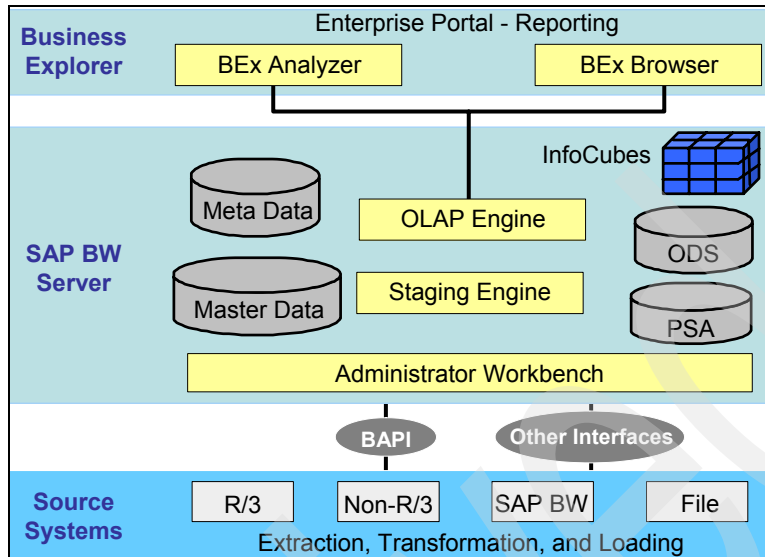 Business
Explorer
Enterprise Portal - Reporting
BEx Analyzer
BEx Browser
SAP BW
Server
InfoCubes
Meta Data
OLAP Engine
ODS
Master Data
Staging Engine
PSA
Administrator Workbench
BAPI
Other Interfaces
Source
Systems
R/3
Non-R/3
SAP BW
File
Extraction, Transformation, and Loading